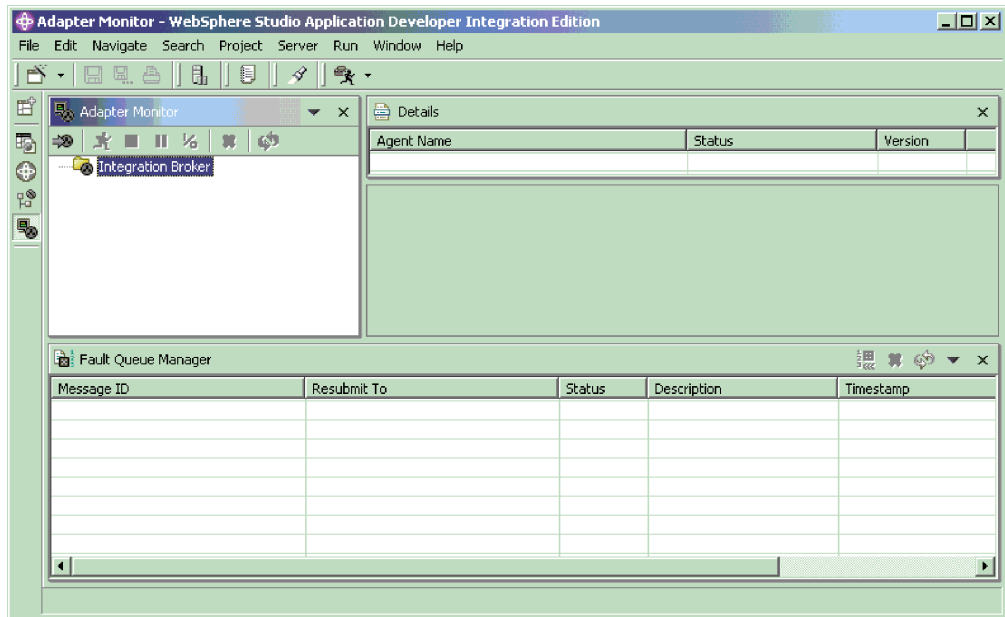 Adapter Monitor - WebSphere Studio Application Developer Integration Edition
File Edit Navigate Search Project Server Run Window Help
Adapter Monitor
Details
Agent Name Status Version
Integration Broker
Fault Queue Manager
Message ID Resubmit To Status Description Timestamp